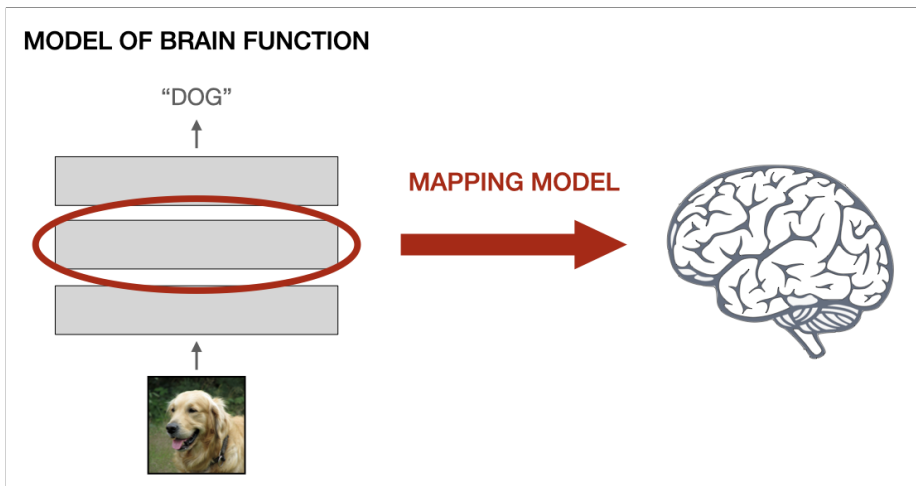 MODEL OF BRAIN FUNCTION
“DOG”
MAPPING MODEL